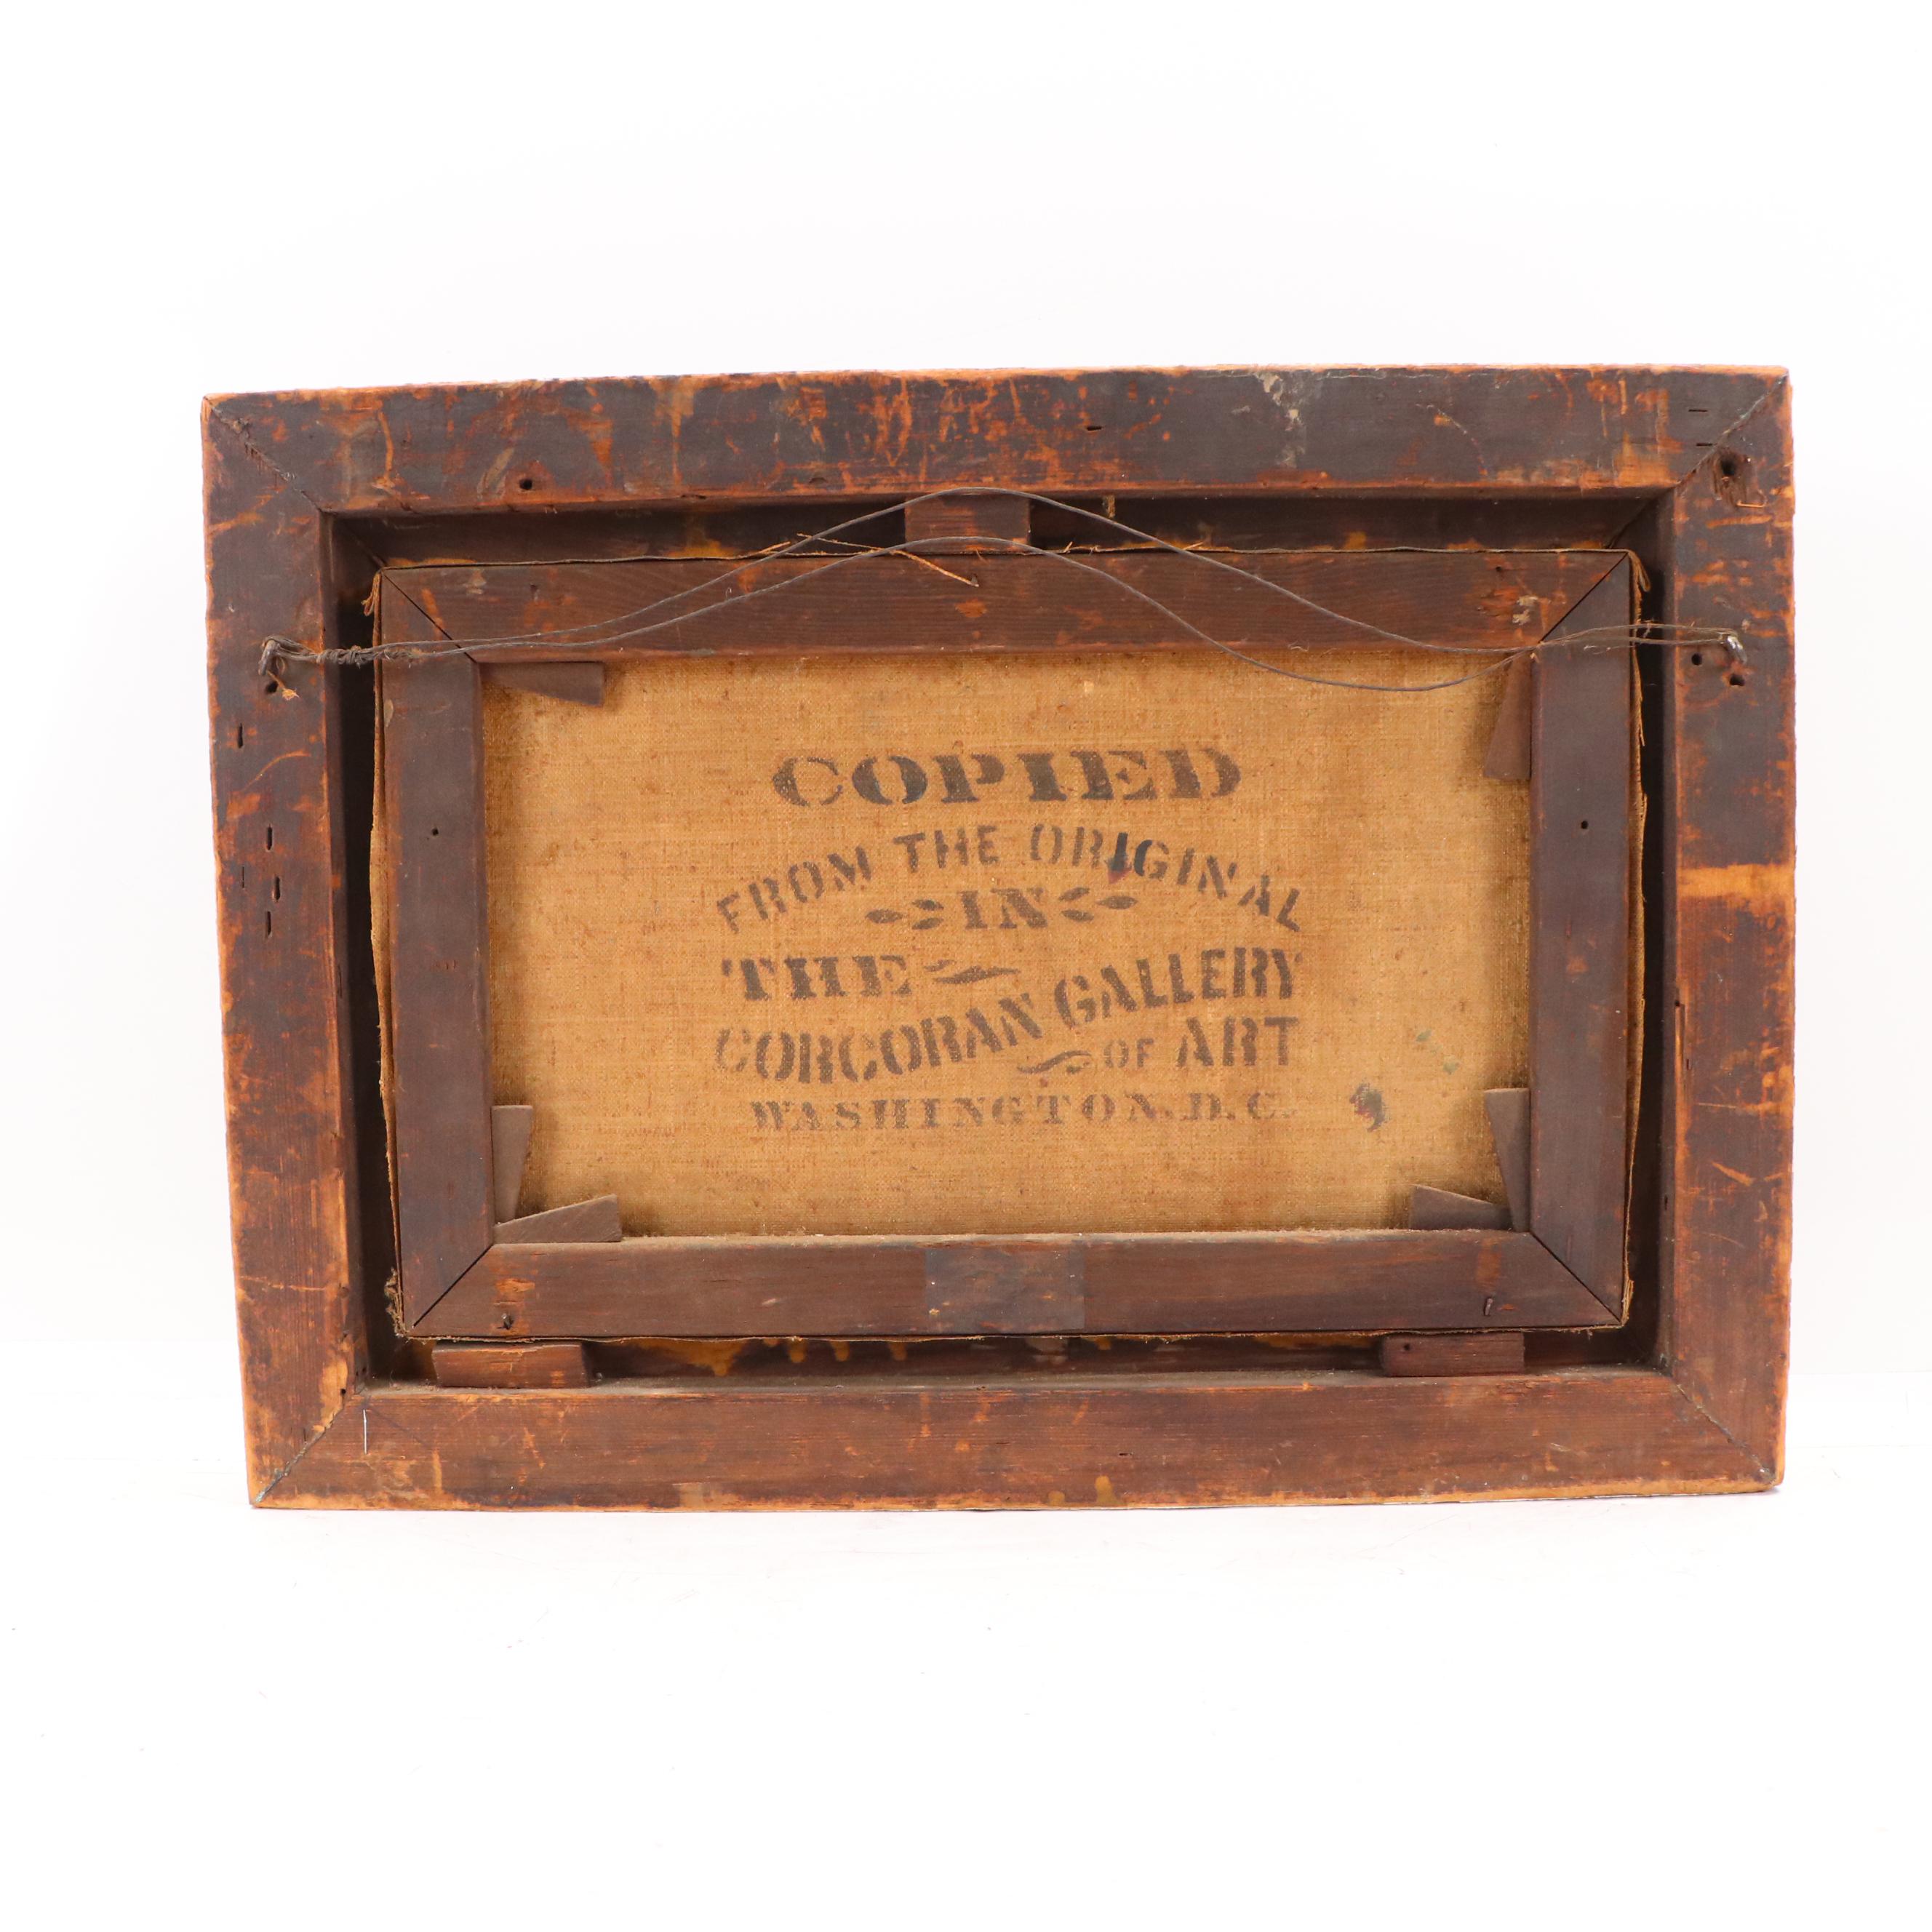 COPIED
FROM THE ORIGINAL
IN
THE
CORCORAN GALLERY
OF ART
WASHINGTON. D. C.